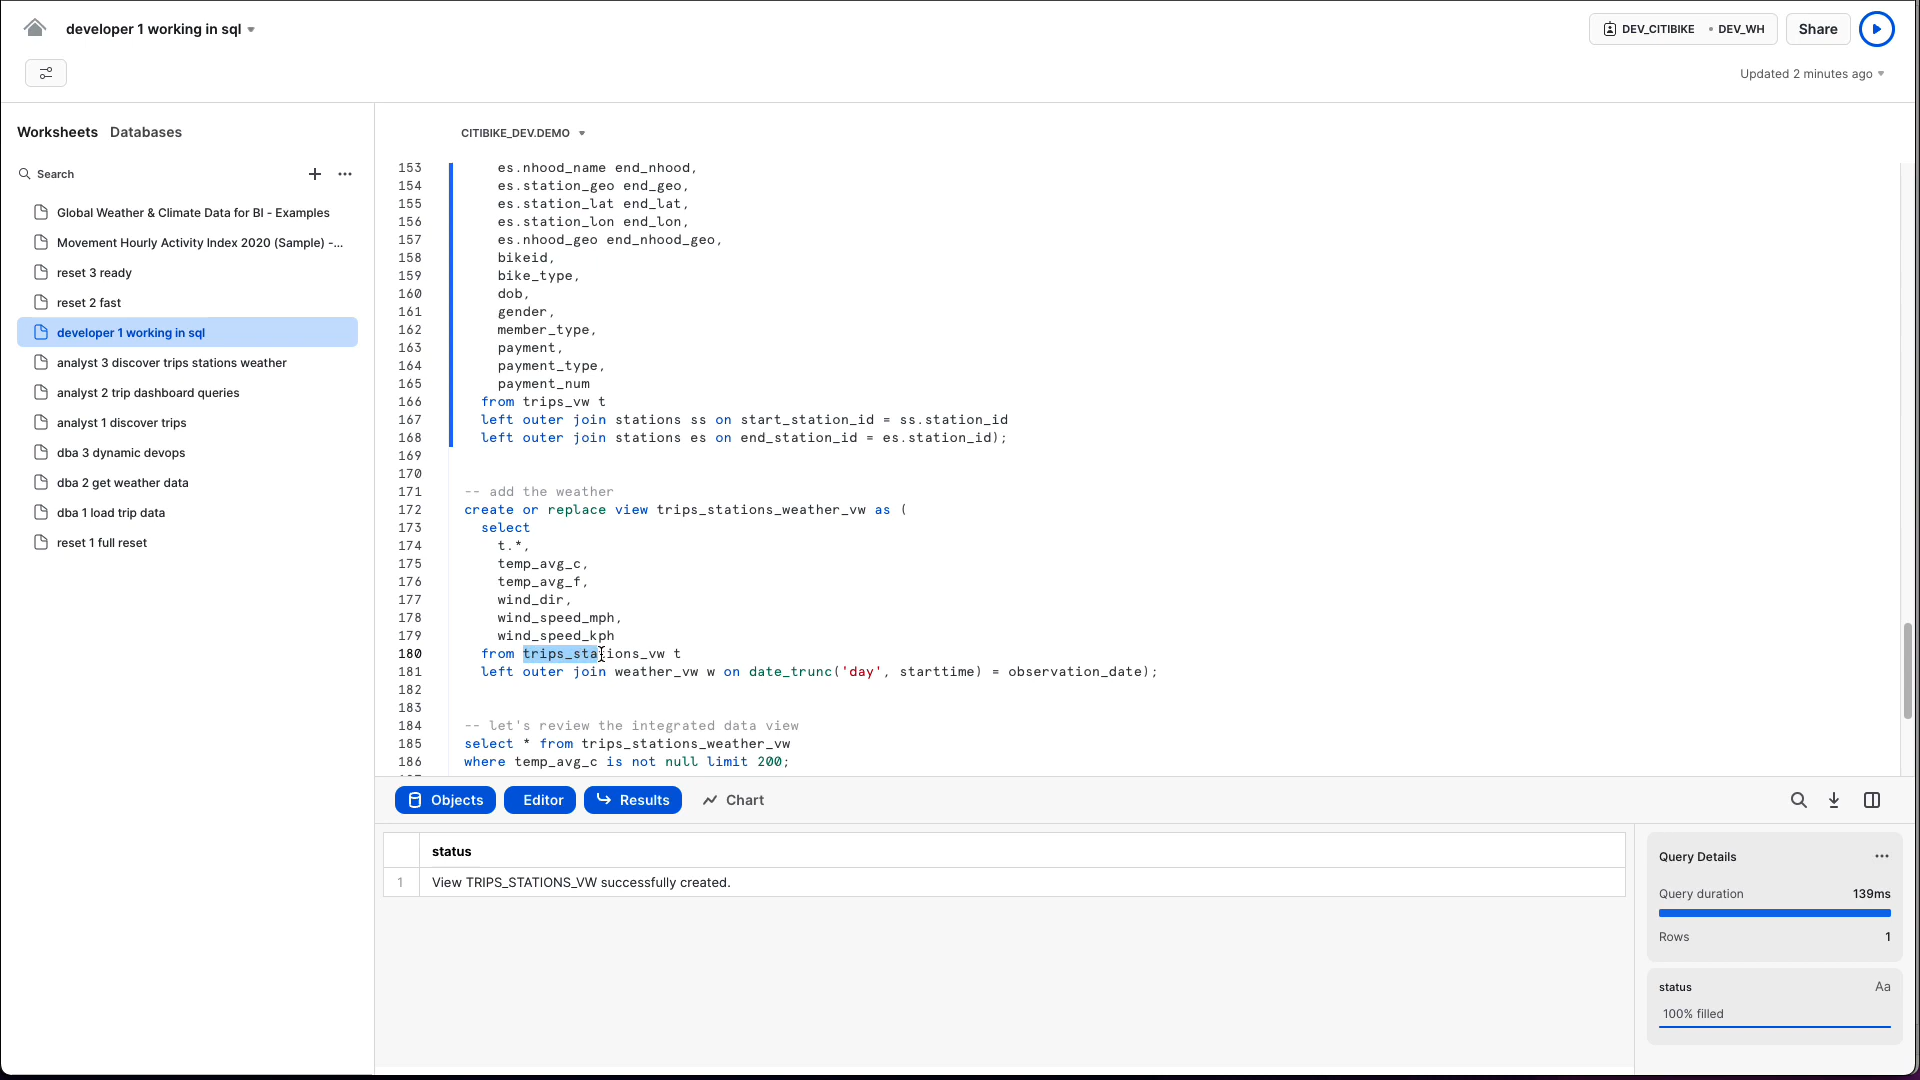 developer 1 working in sql
DEV_CITIBIKE • DEV_WH
Share
Updated 2 minutes ago
Worksheets Databases
Search
Global Weather & Climate Data for BI - Examples
Movement Hourly Activity Index 2020 (Sample) -...
reset 3 ready
reset 2 fast
developer 1 working in sql
analyst 3 discover trips stations weather
analyst 2 trip dashboard queries
analyst 1 discover trips
dba 3 dynamic devops
dba 2 get weather data
dba 1 load trip data
reset 1 full reset
CITIBIKE_DEV.DEMO
153 es.nhood_name end_nhood,
154 es.station_geo end_geo,
155 es.station_lat end_lat,
156 es.station_lon end_lon,
157 es.nhood_geo end_nhood_geo,
158 bikeid,
159 bike_type,
160 dob,
161 gender,
162 member_type,
163 payment,
164 payment_type,
165 payment_num
166 from trips_vw t
167 left outer join stations ss on start_station_id = ss.station_id
168 left outer join stations es on end_station_id = es.station_id);
169
170
171 -- add the weather
172 create or replace view trips_stations_weather_vw as (
173 select
174 t.*,
175 temp_avg_c,
176 temp_avg_f,
177 wind_dir,
178 wind_speed_mph,
179 wind_speed_kph
180 from trips_stations_vw t
181 left outer join weather_vw w on date_trunc('day', starttime) = observation_date);
182
183
184 -- let's review the integrated data view
185 select * from trips_stations_weather_vw
186 where temp_avg_c is not null limit 200;
Objects
Editor
Results
Chart
status
1 View TRIPS_STATIONS_VW successfully created.
Query Details
Query duration 139ms
Rows 1
status Aa
100% filled